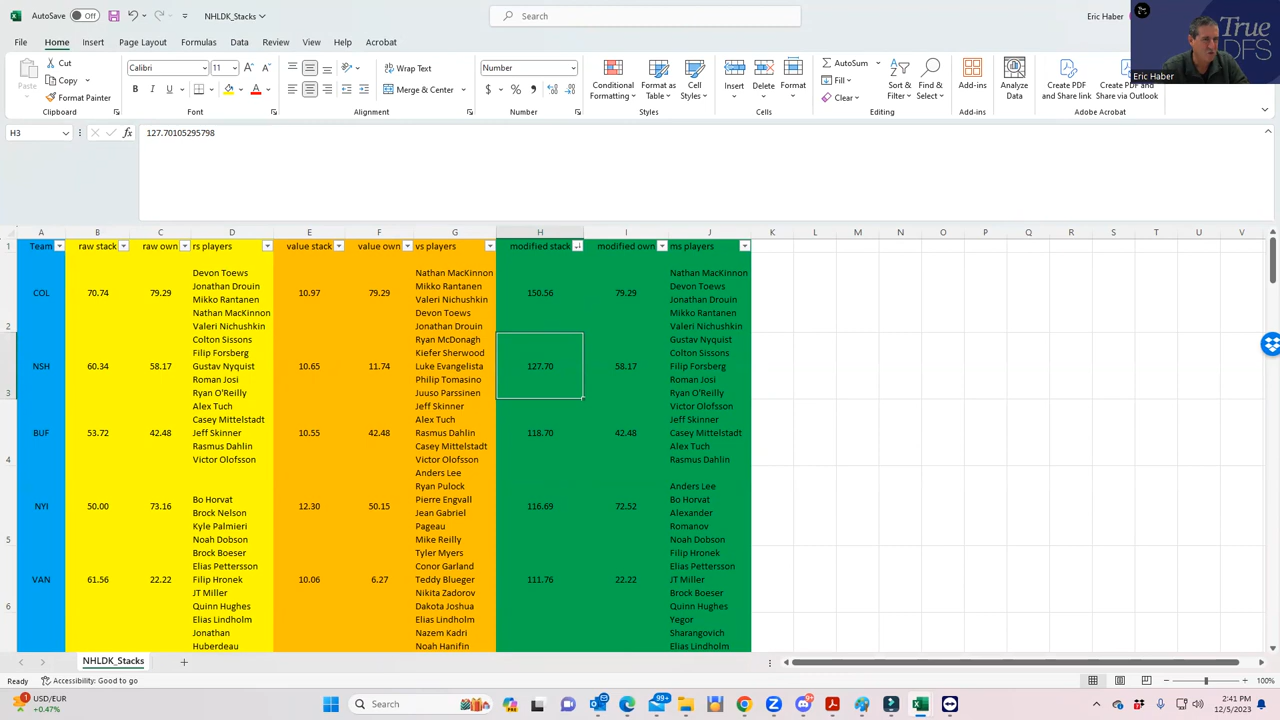 AutoSave Off NHLDK_Stacks Search Eric Haber True DFS
File Home Insert Page Layout Formulas Data Review View Help Acrobat
Paste Cut Copy Format Painter Calibri 11 Wrap Text Merge & Center Number Conditional Formatting Format as Table Cell Styles Insert Delete Format AutoSum Fill Clear Sort & Filter Find & Select Add-ins Analyze Data Create PDF and Share link Create PDF and Share via Outlook
Eric Haber
Clipboard Font Alignment Number Styles Cells Editing Add-ins Adobe Acrobat
H3 fx 127.70105295798
A B C D E F G H I J K L M N O P Q R S T U V
1 Team raw stack raw own rs players value stack value own vs players modified stack modified own ms players
2 COL 70.74 79.29
Devon Toews
Jonathan Drouin
Mikko Rantanen
Nathan MacKinnon
Valeri Nichushkin
10.97 79.29
Nathan MacKinnon
Mikko Rantanen
Valeri Nichushkin
Devon Toews
Jonathan Drouin
150.56 79.29
Nathan MacKinnon
Devon Toews
Jonathan Drouin
Mikko Rantanen
Valeri Nichushkin
3 NSH 60.34 58.17
Colton Sissons
Filip Forsberg
Gustav Nyquist
Roman Josi
Ryan O'Reilly
10.65 11.74
Ryan McDonagh
Kiefer Sherwood
Luke Evangelista
Philip Tomasino
Juuso Parssinen
127.70 58.17
Gustav Nyquist
Colton Sissons
Filip Forsberg
Roman Josi
Ryan O'Reilly
BUF 53.72 42.48
Alex Tuch
Casey Mittelstadt
Jeff Skinner
Rasmus Dahlin
Victor Olofsson
10.55 42.48
Jeff Skinner
Alex Tuch
Rasmus Dahlin
Casey Mittelstadt
Victor Olofsson
118.70 42.48
Victor Olofsson
Jeff Skinner
Casey Mittelstadt
Alex Tuch
Rasmus Dahlin
5 NYI 50.00 73.16
Bo Horvat
Brock Nelson
Kyle Palmieri
Noah Dobson
12.30 50.15
Anders Lee
Ryan Pulock
Pierre Engvall
Jean Gabriel
Pageau
Mike Reilly
116.69 72.52
Anders Lee
Bo Horvat
Alexander
Romanov
Noah Dobson
6 VAN 61.56 22.22
Brock Boeser
Elias Pettersson
Filip Hronek
JT Miller
Quinn Hughes
10.06 6.27
Tyler Myers
Conor Garland
Teddy Blueger
Nikita Zadorov
Dakota Joshua
111.76 22.22
Filip Hronek
Elias Pettersson
JT Miller
Brock Boeser
Quinn Hughes
Elias Lindholm
Jonathan
Huberdeau
Elias Lindholm
Nazem Kadri
Noah Hanifin
Yegor
Sharangovich
Elias Lindholm
NHLDK_Stacks
Ready Accessibility: Good to go 100%
1 USD/EUR +0.47% Search 99+ 9+ 2:41 PM 12/5/2023